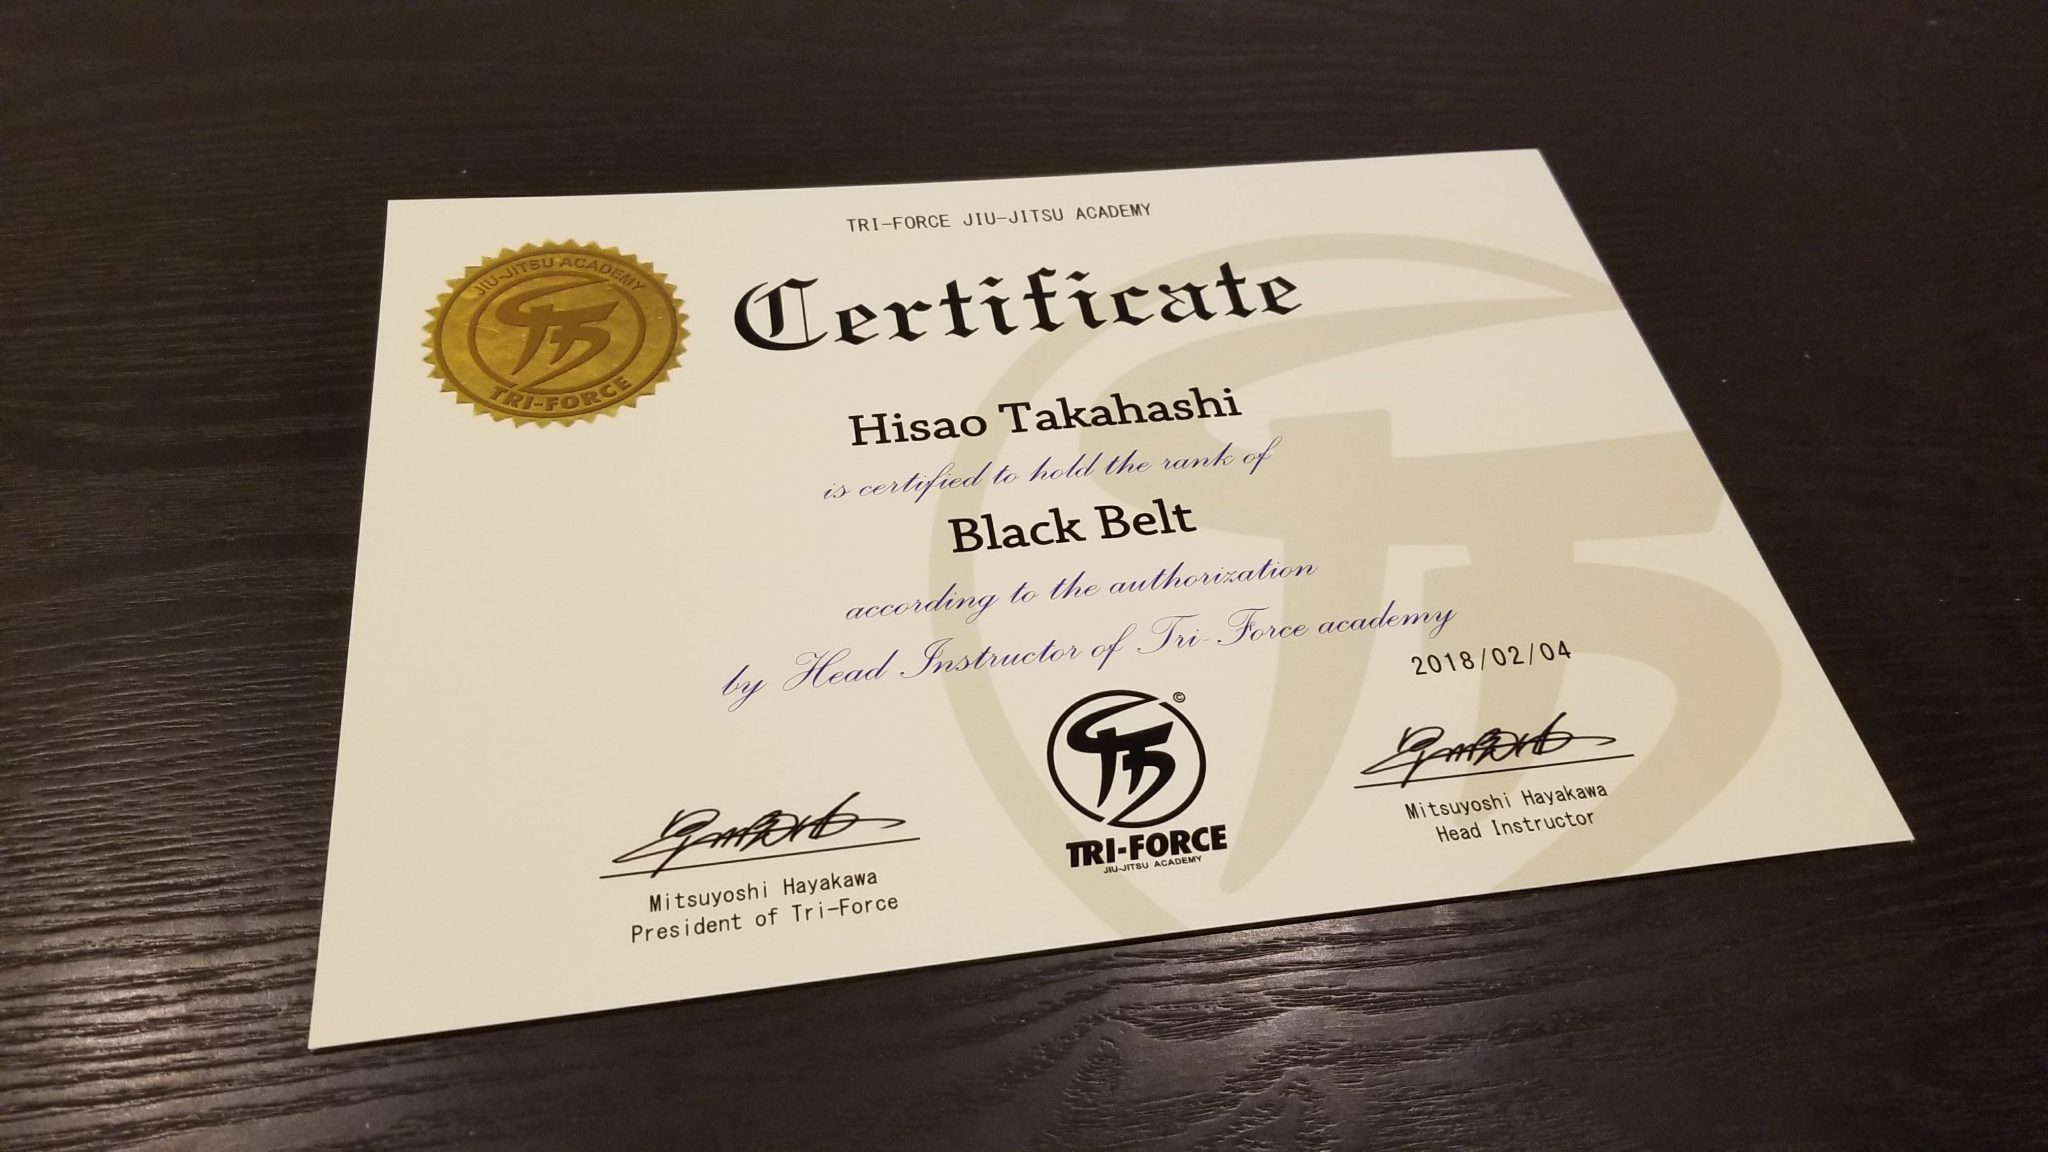 TRI-FORCE JIU-JITSU ACADEMY
JIU-JITSU ACADEMY
TRI-FORCE
Certificate
Hisao Takahashi
is certified to hold the rank of
Black Belt
according to the authorization
by Head Instructor of Tri-Force academy
2018/02/04
©
TRI-FORCE
JIU-JITSU ACADEMY
Mitsuyoshi Hayakawa
President of Tri-Force
Mitsuyoshi Hayakawa
Head Instructor